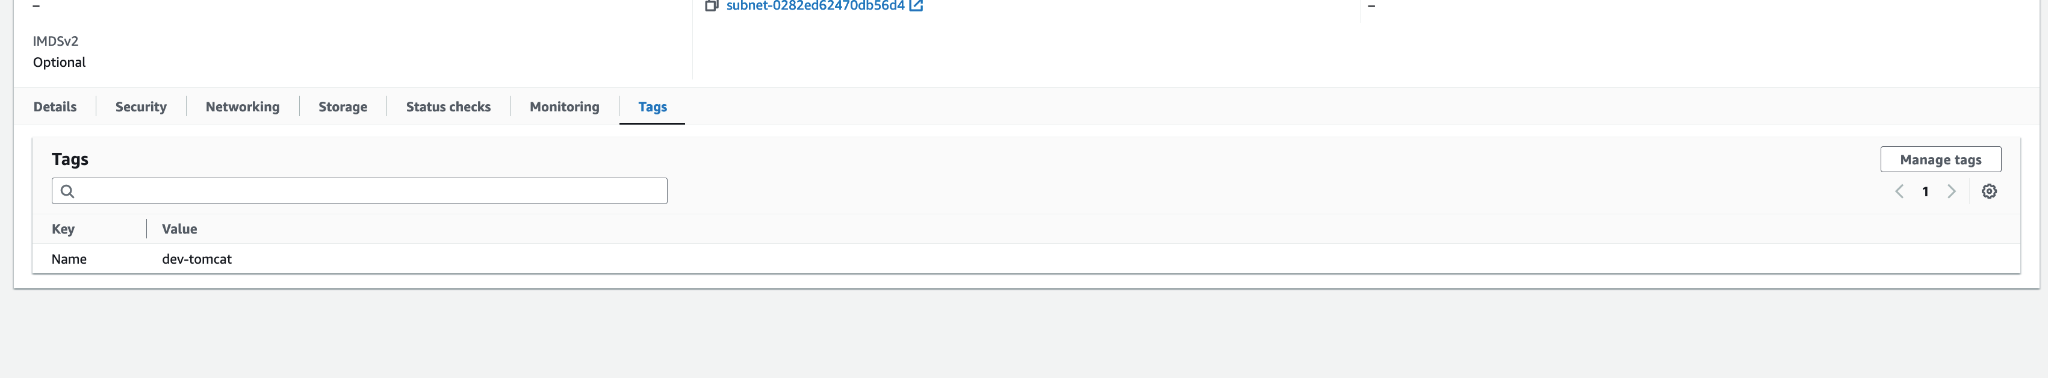 –
subnet-0282ed62470db56d4
–
IMDSv2
Optional
Details Security Networking Storage Status checks Monitoring Tags
Tags
Manage tags
1
Key Value
Name dev-tomcat